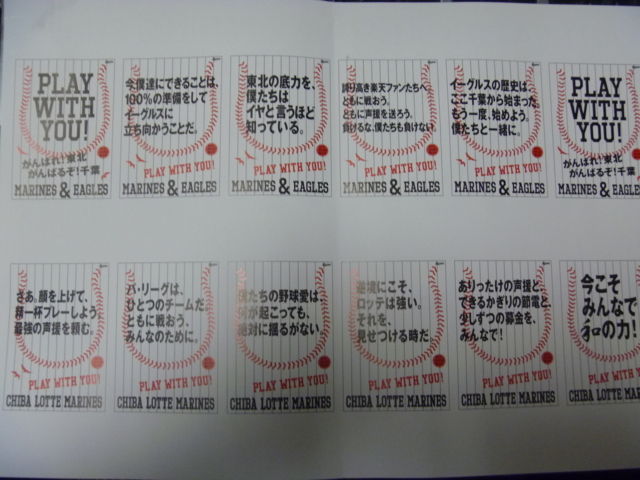 PLAY
WITH
YOU!
がんばれ!東北
がんばるぞ!千葉
MARINES & EAGLES
今僕達にできることは、
100%の準備をして
イーグルスに
立ち向かうことだ。
PLAY WITH YOU!
MARINES & EAGLES
東北の底力を、
僕たちは
イヤと言うほど
知っている。
PLAY WITH YOU!
MARINES & EAGLES
誇り高き楽天ファンたちへ
ともに戦おう。
ともに声援を送ろう。
負けるな、僕たちも負けない。
PLAY WITH YOU!
MARINES & EAGLES
イーグルスの歴史は、
ここ千葉から始まった。
もう一度、始めよう。
僕たちと一緒に。
PLAY WITH YOU!
MARINES & EAGLES
PLAY
WITH
YOU!
がんばれ!東北
がんばるぞ!千葉
MARINES & EAGLES
さあ。顔を上げて、
精一杯プレーしよう。
最強の声援を頼む。
PLAY WITH YOU!
CHIBA LOTTE MARINES
パ・リーグは、
ひとつのチームだ。
ともに戦おう、
みんなのために。
PLAY WITH YOU!
CHIBA LOTTE MARINES
僕たちの野球愛は、
何が起こっても、
絶対に揺るがない。
PLAY WITH YOU!
CHIBA LOTTE MARINES
逆境にこそ、
ロッテは強い。
それを、
見せつける時だ。
PLAY WITH YOU!
CHIBA LOTTE MARINES
ありったけの声援と、
できるかぎりの節電と、
少しずつの募金を、
みんなで!
PLAY WITH YOU!
CHIBA LOTTE MARINES
今こそ
みんなで
和の力!
PLAY WITH
CHIBA LOTTE MA